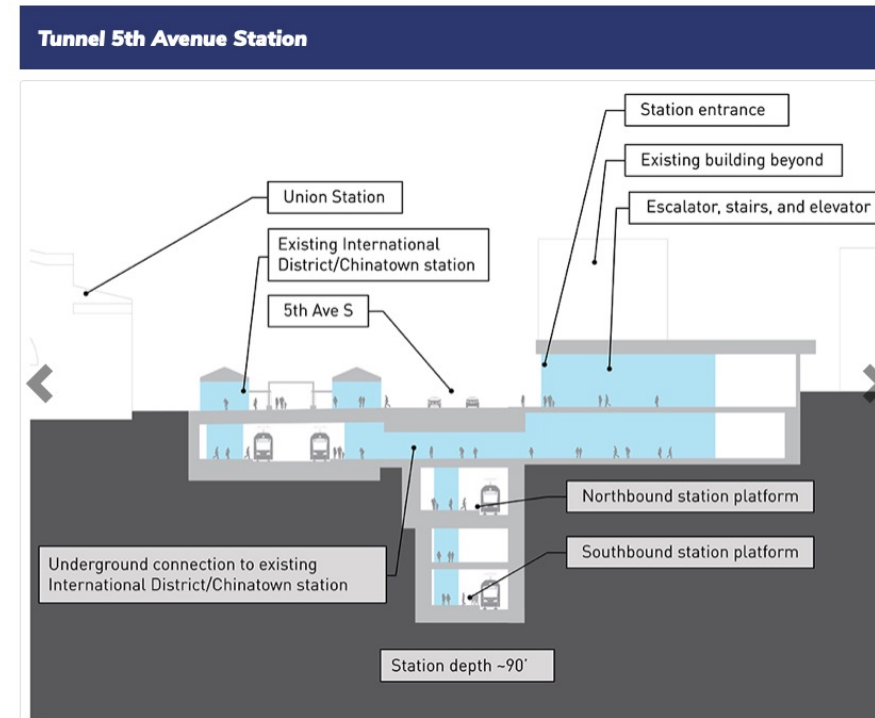 Tunnel 5th Avenue Station
Station entrance
Existing building beyond
Union Station
Escalator, stairs, and elevator
Existing International
District/Chinatown station
5th Ave S
Northbound station platform
Underground connection to existing
International District/Chinatown station
Southbound station platform
Station depth ~90'